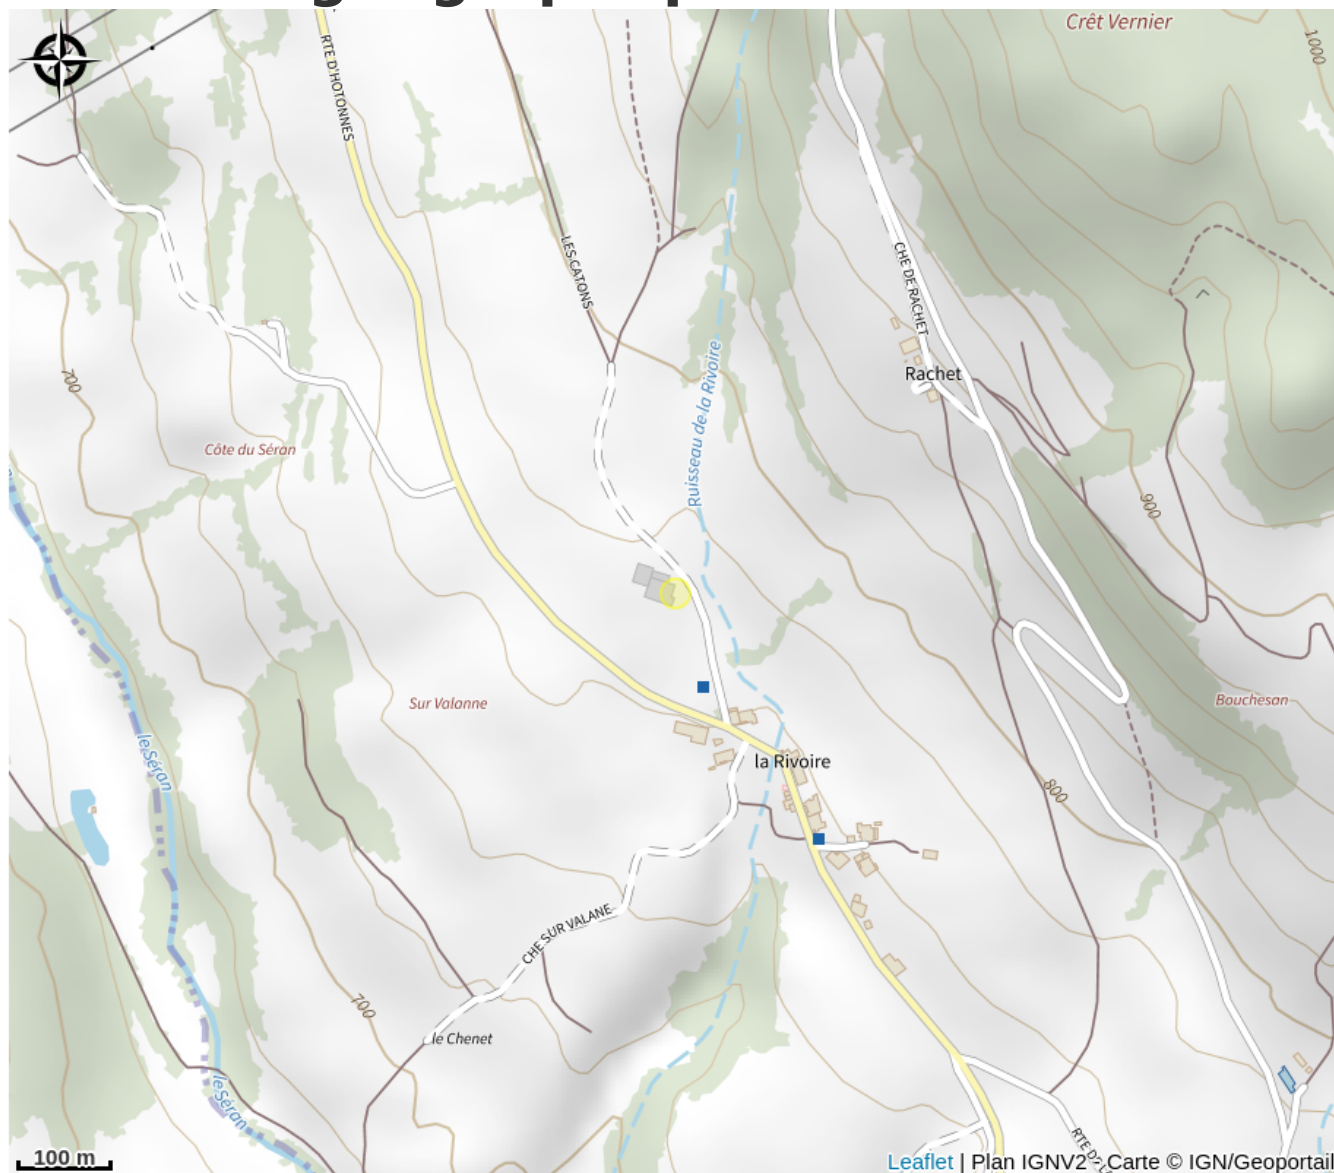 Crêt Vernier
1000
RTE D'HOTONNES
LES CATONS
CHE DE RACHET
Rachet
700
Ruisseau de la Rivoire
Côte du Séran
900
Sur Valanne
Bouchesan
le Séran
la Rivoire
800
CHE SUR VALANE
700
le Chenet
le Séran
100 m
Leaflet | Plan IGNV2 - Carte © IGN/Geoportail